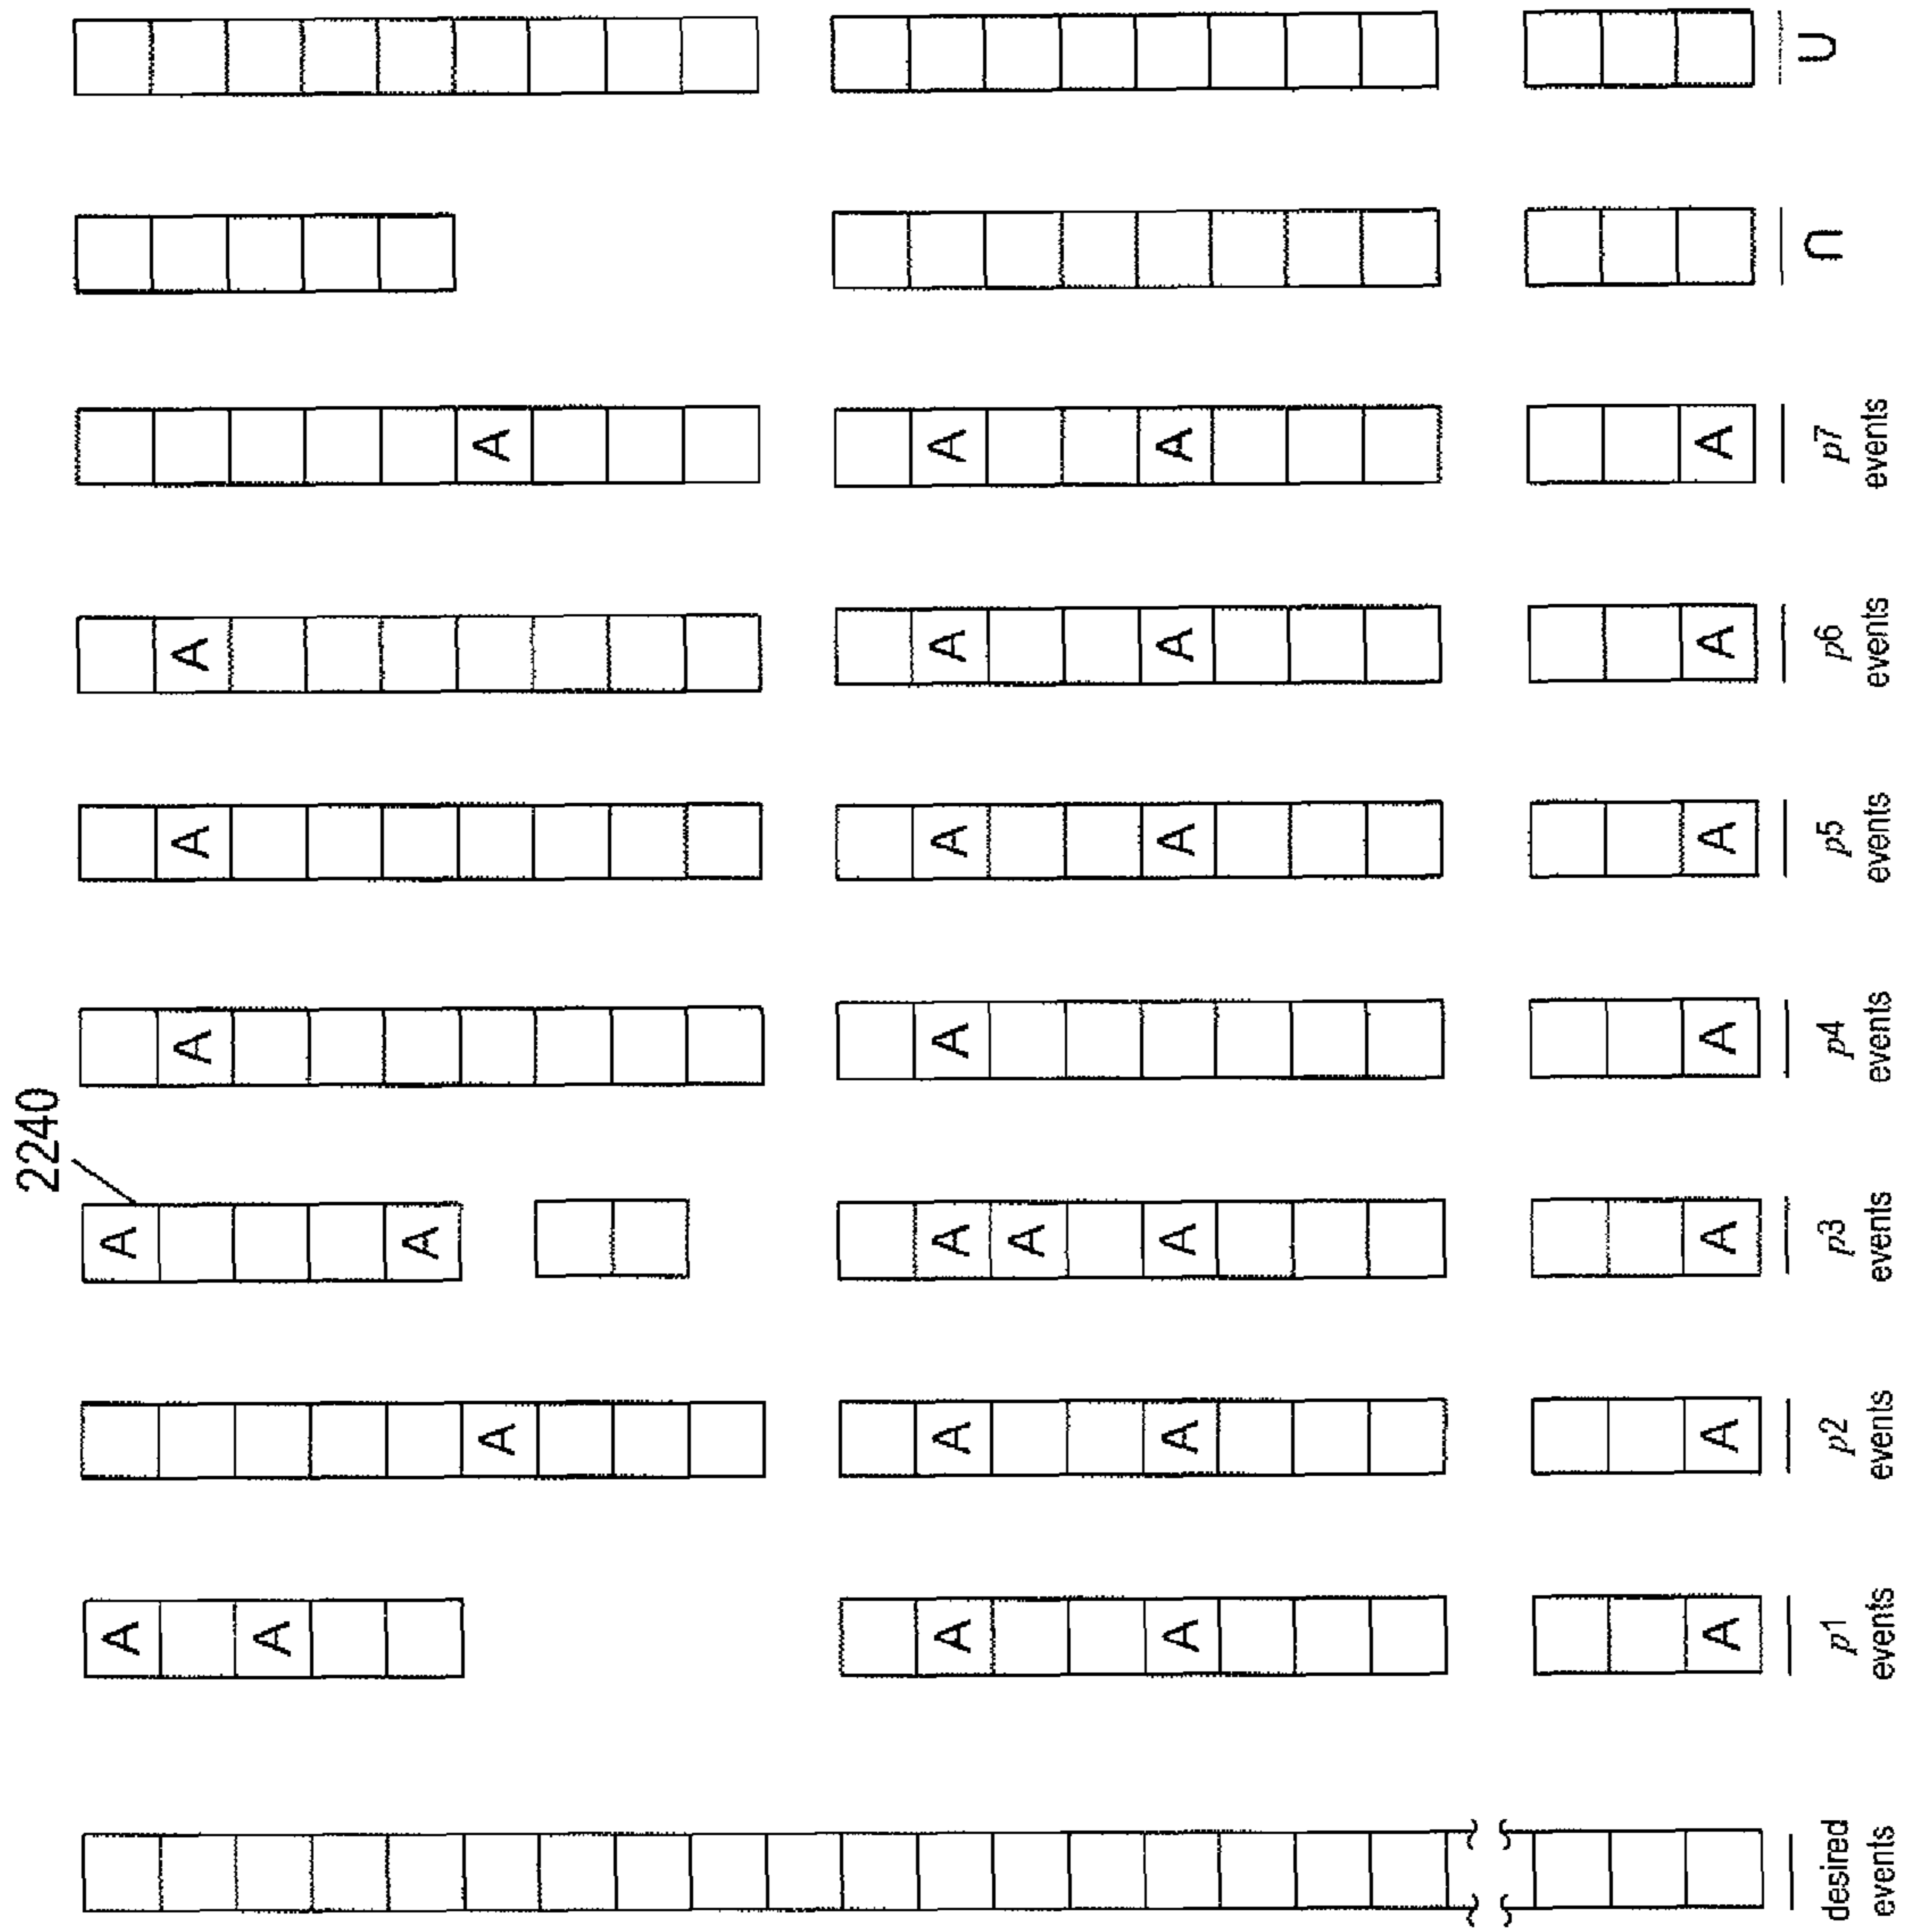 desired
events
p1 A A A A A
events
p2 A A A A
events
p3 A A A A A A
events
2240
p4 A A A
events
p5 A A A A
events
p6 A A A A
events
p7 A A A A
events
∩
∪